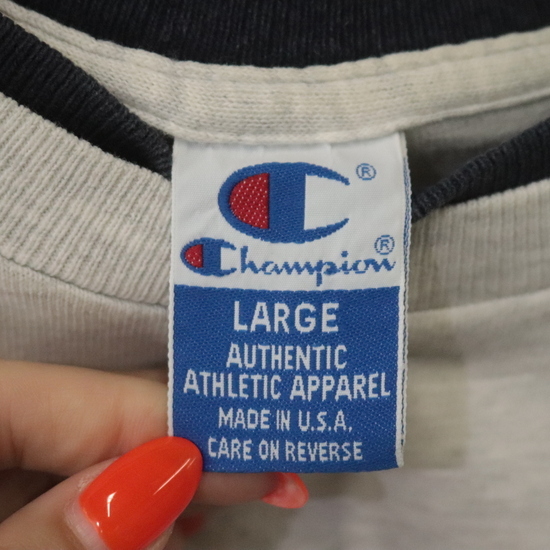 ®
Champion®
LARGE
AUTHENTIC
ATHLETIC APPAREL
MADE IN U.S.A.
CARE ON REVERSE